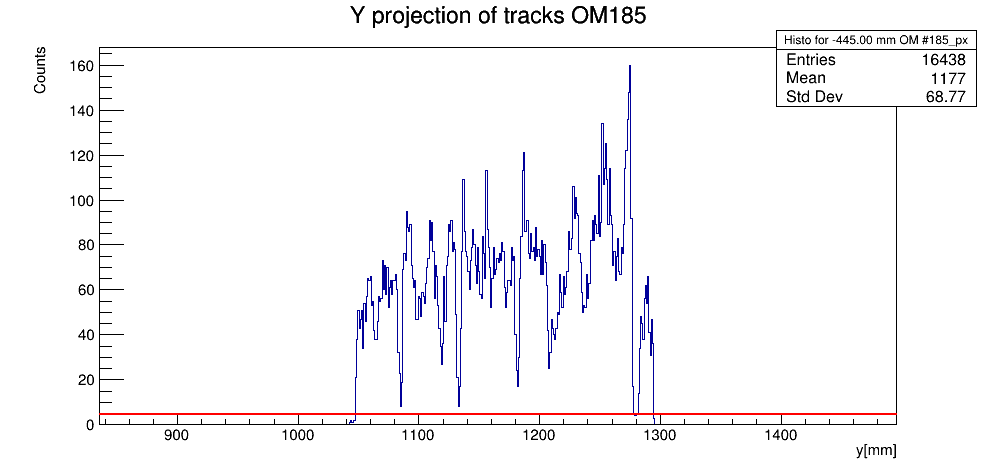 Y projection of tracks OM185
Histo for -445.00 mm OM #185_px
Entries 16438
Mean 1177
Std Dev 68.77
Counts
160
140
120
100
80
60
40
20
0
900 1000 1100 1200 1300 1400
y[mm]